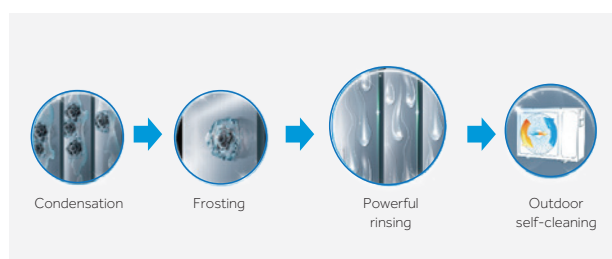 Condensation
Frosting
Powerful
rinsing
Outdoor
self-cleaning